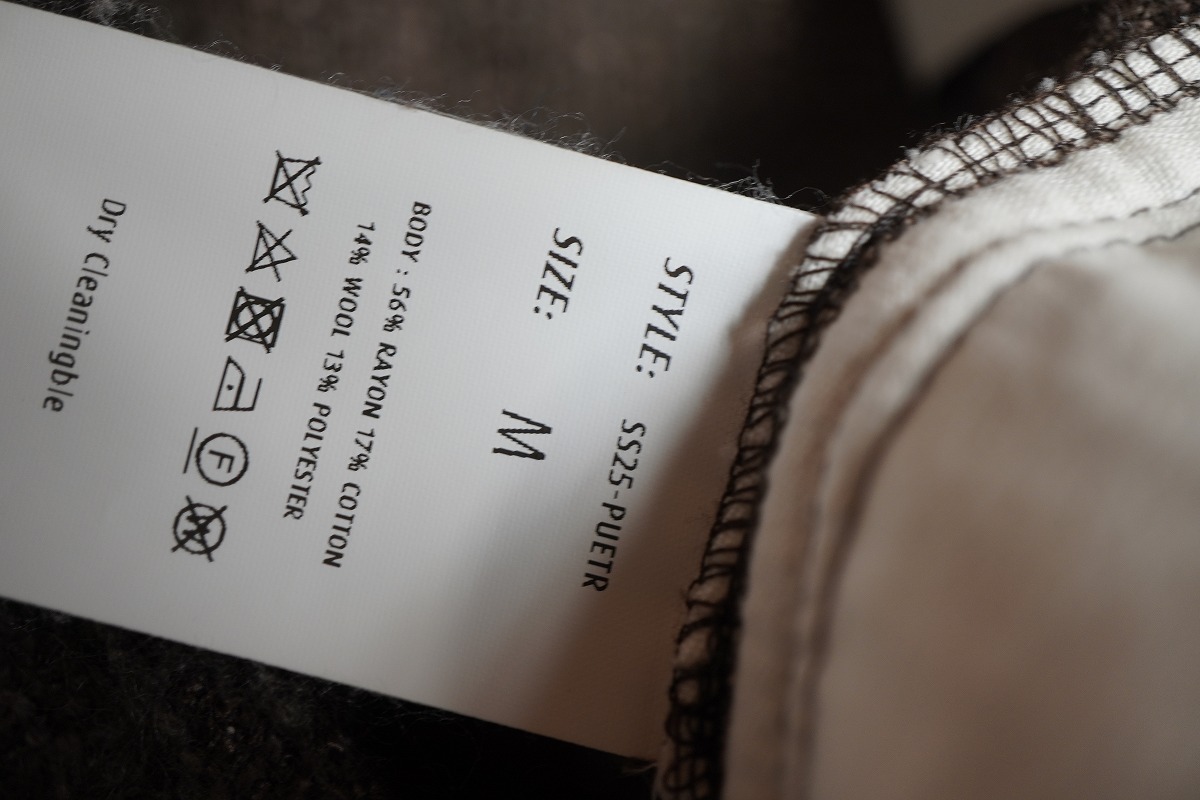 STYLE: SS25-PUETR
SIZE: M
BODY : 56% RAYON 17% COTTON
14% WOOL 13% POLYESTER
F W
Dry Cleaningble